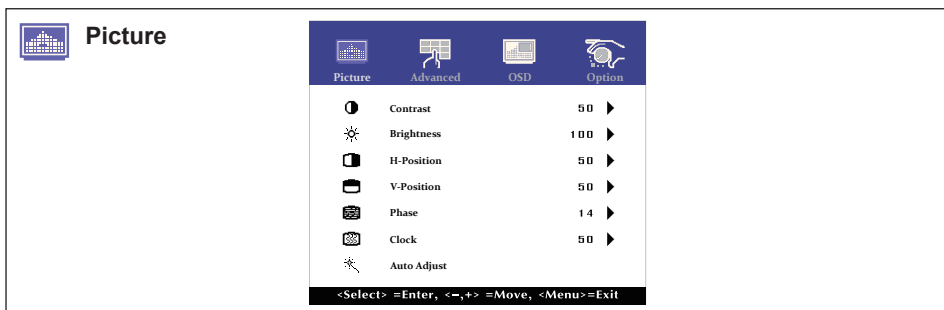 Picture
Picture Advanced OSD Option
Contrast 50
Brightness 100
H-Position 50
V-Position 50
Phase 14
Clock 50
Auto Adjust
<Select> =Enter, <−,+> =Move, <Menu>=Exit